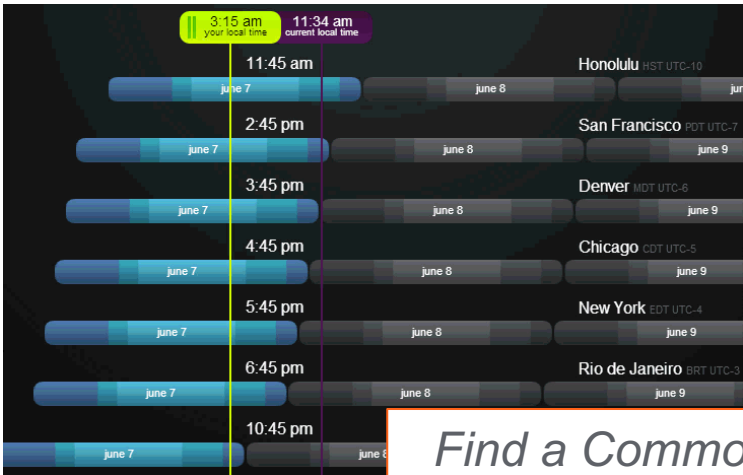 3:15 am 11:34 am
your local time current local time
11:45 am Honolulu HST UTC-10
june 7 june 8 jun
2:45 pm San Francisco PDT UTC-7
june 7 june 8 june 9
3:45 pm Denver MDT UTC-6
june 7 june 8 june 9
4:45 pm Chicago CDT UTC-5
june 7 june 8 june 9
5:45 pm New York EDT UTC-4
june 7 june 8 june 9
6:45 pm Rio de Janeiro BRT UTC-3
june 7 june 8 june 9
10:45 pm
june 7 june 8
Find a Commo